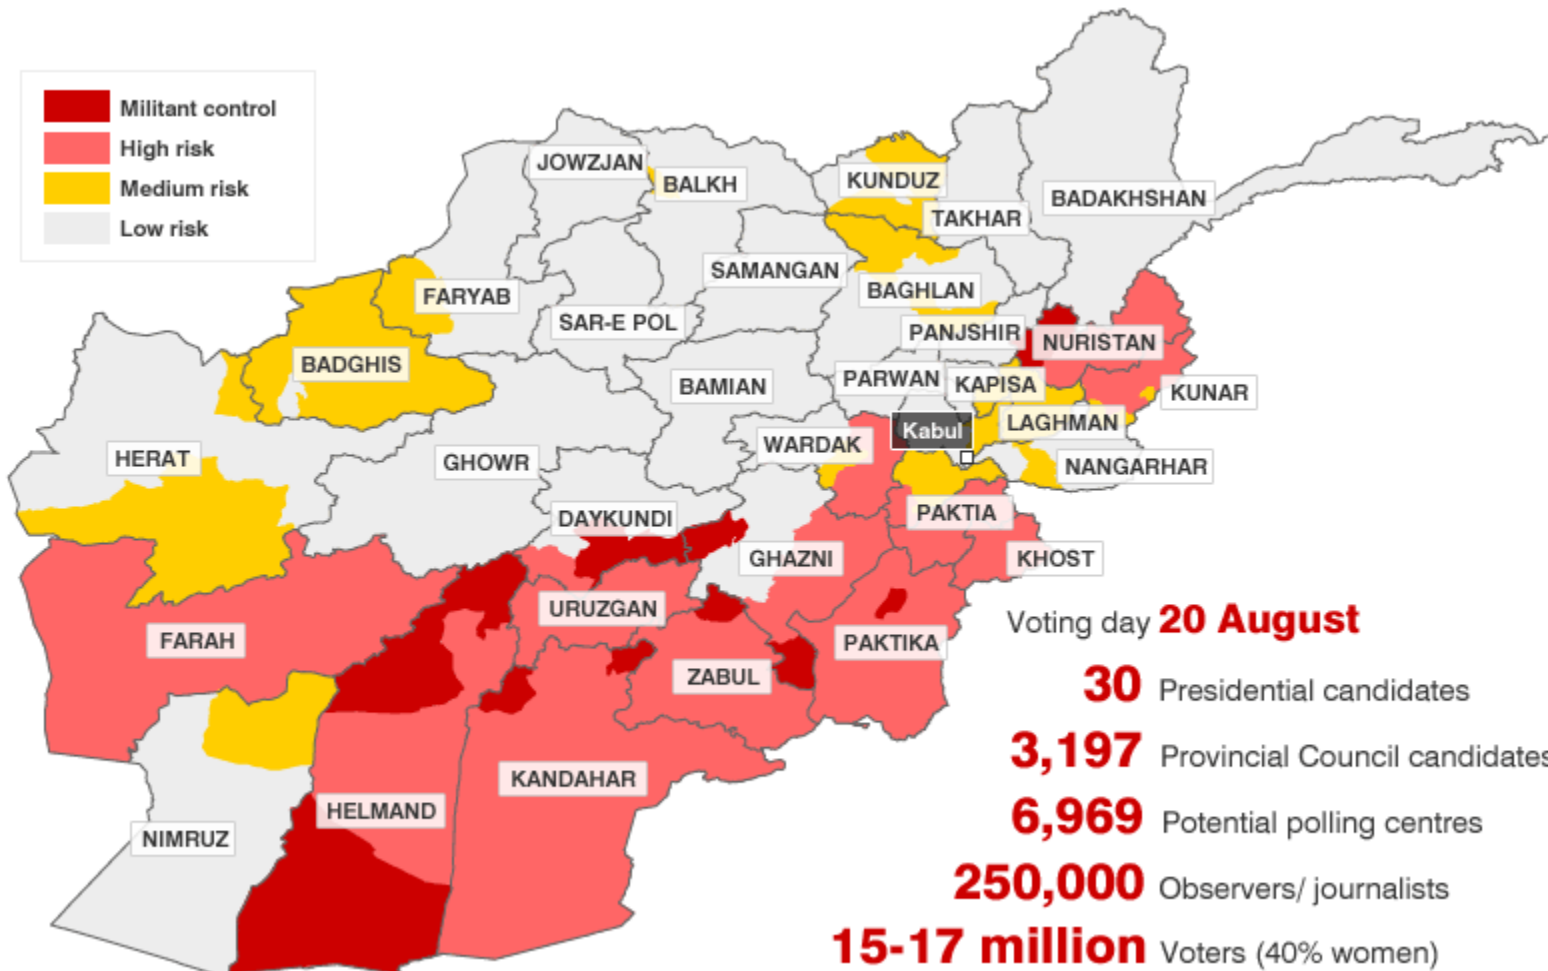 Militant control
High risk
Medium risk
Low risk
JOWZJAN
BALKH
KUNDUZ
TAKHAR
BADAKHSHAN
FARYAB
SAMANGAN
BAGHLAN
SAR-E POL
PANJSHIR
NURISTAN
BADGHIS
BAMIAN
PARWAN
KAPISA
KUNAR
HERAT
GHOWR
WARDAK
Kabul
LAGHMAN
NANGARHAR
DAYKUNDI
PAKTIA
GHAZNI
KHOST
URUZGAN
FARAH
PAKTIKA
ZABUL
KANDAHAR
HELMAND
NIMRUZ
Voting day 20 August
30 Presidential candidates
3,197 Provincial Council candidates
6,969 Potential polling centres
250,000 Observers/ journalists
15-17 million Voters (40% women)